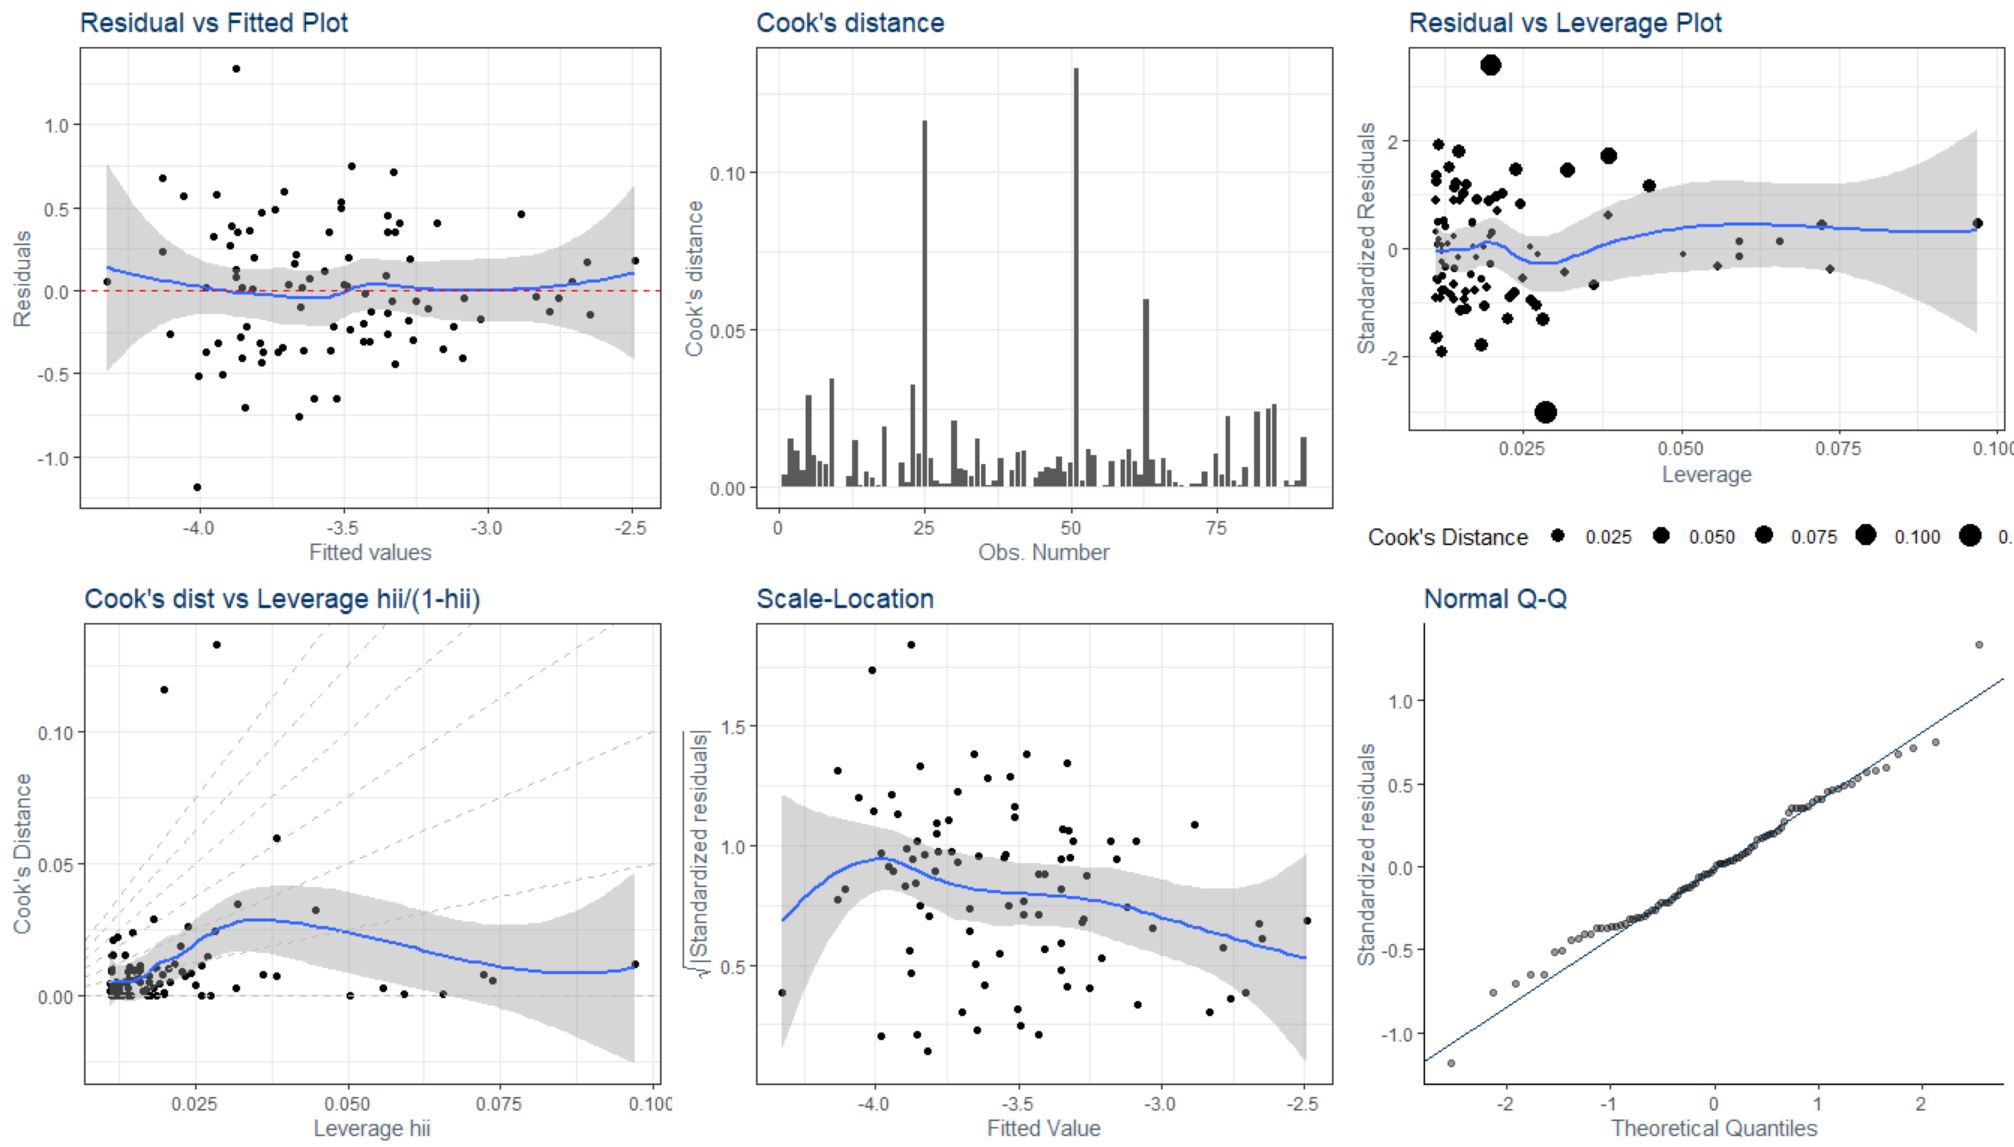 Residual vs Fitted Plot
1.0
0.5
0.0
-0.5
-1.0
Residuals
-4.0 -3.5 -3.0 -2.5
Fitted values
Cook's distance
0.10
0.05
0.00
Cook's distance
0 25 50 75
Obs. Number
Residual vs Leverage Plot
2
0
-2
Standardized Residuals
0.025 0.050 0.075 0.100
Leverage
Cook's Distance 0.025 0.050 0.075 0.100 0.
Cook's dist vs Leverage hii/(1-hii)
0.10
0.05
0.00
Cook's Distance
0.025 0.050 0.075 0.100
Leverage hii
Scale-Location
1.5
1.0
0.5
√|Standardized residuals|
-4.0 -3.5 -3.0 -2.5
Fitted Value
Normal Q-Q
1.0
0.5
0.0
-0.5
-1.0
Standardized residuals
-2 -1 0 1 2
Theoretical Quantiles